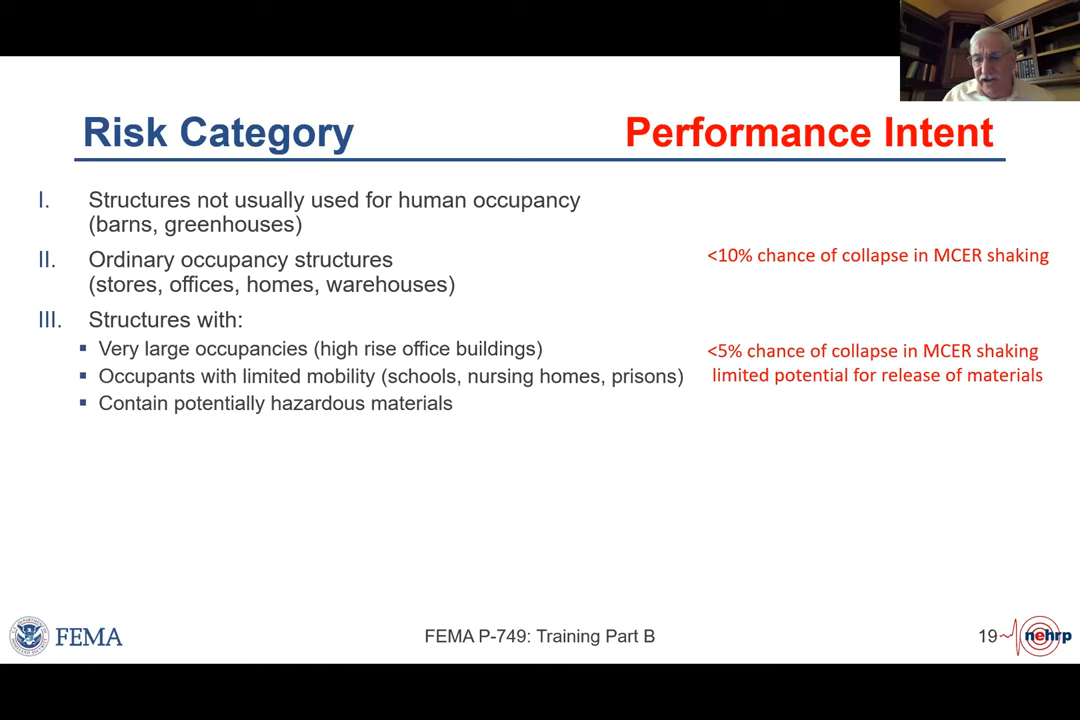 Risk Category
Performance Intent
I. Structures not usually used for human occupancy
(barns, greenhouses)
II. Ordinary occupancy structures
(stores, offices, homes, warehouses)
<10% chance of collapse in MCER shaking
III. Structures with:
▪ Very large occupancies (high rise office buildings)
▪ Occupants with limited mobility (schools, nursing homes, prisons)
▪ Contain potentially hazardous materials
<5% chance of collapse in MCER shaking
limited potential for release of materials
FEMA
FEMA P-749: Training Part B
19
nehrp